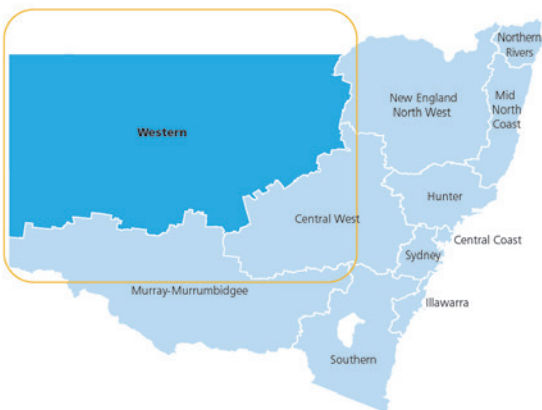 Northern
Rivers
New England
North West
Mid
North
Coast
Western
Hunter
Central West
Central Coast
Sydney
Murray-Murrumbidgee
Illawarra
Southern